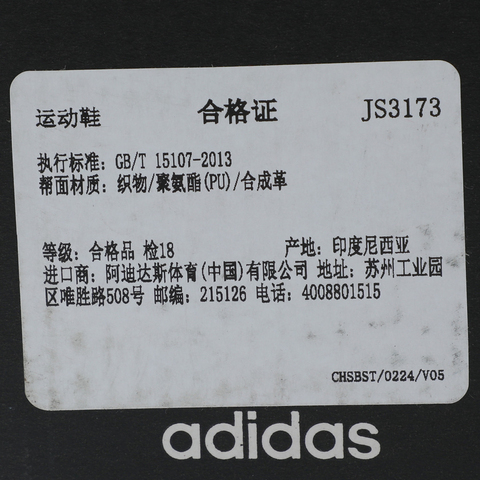 运动鞋 合格证 JS3173
执行标准: GB/T 15107-2013
帮面材质: 织物/聚氨酯(PU)/合成革
等级: 合格品 检18 产地: 印度尼西亚
进口商: 阿迪达斯体育(中国)有限公司 地址: 苏州工业园
区唯胜路508号 邮编: 215126 电话: 4008801515
CHSBST/0224/V05
adidas